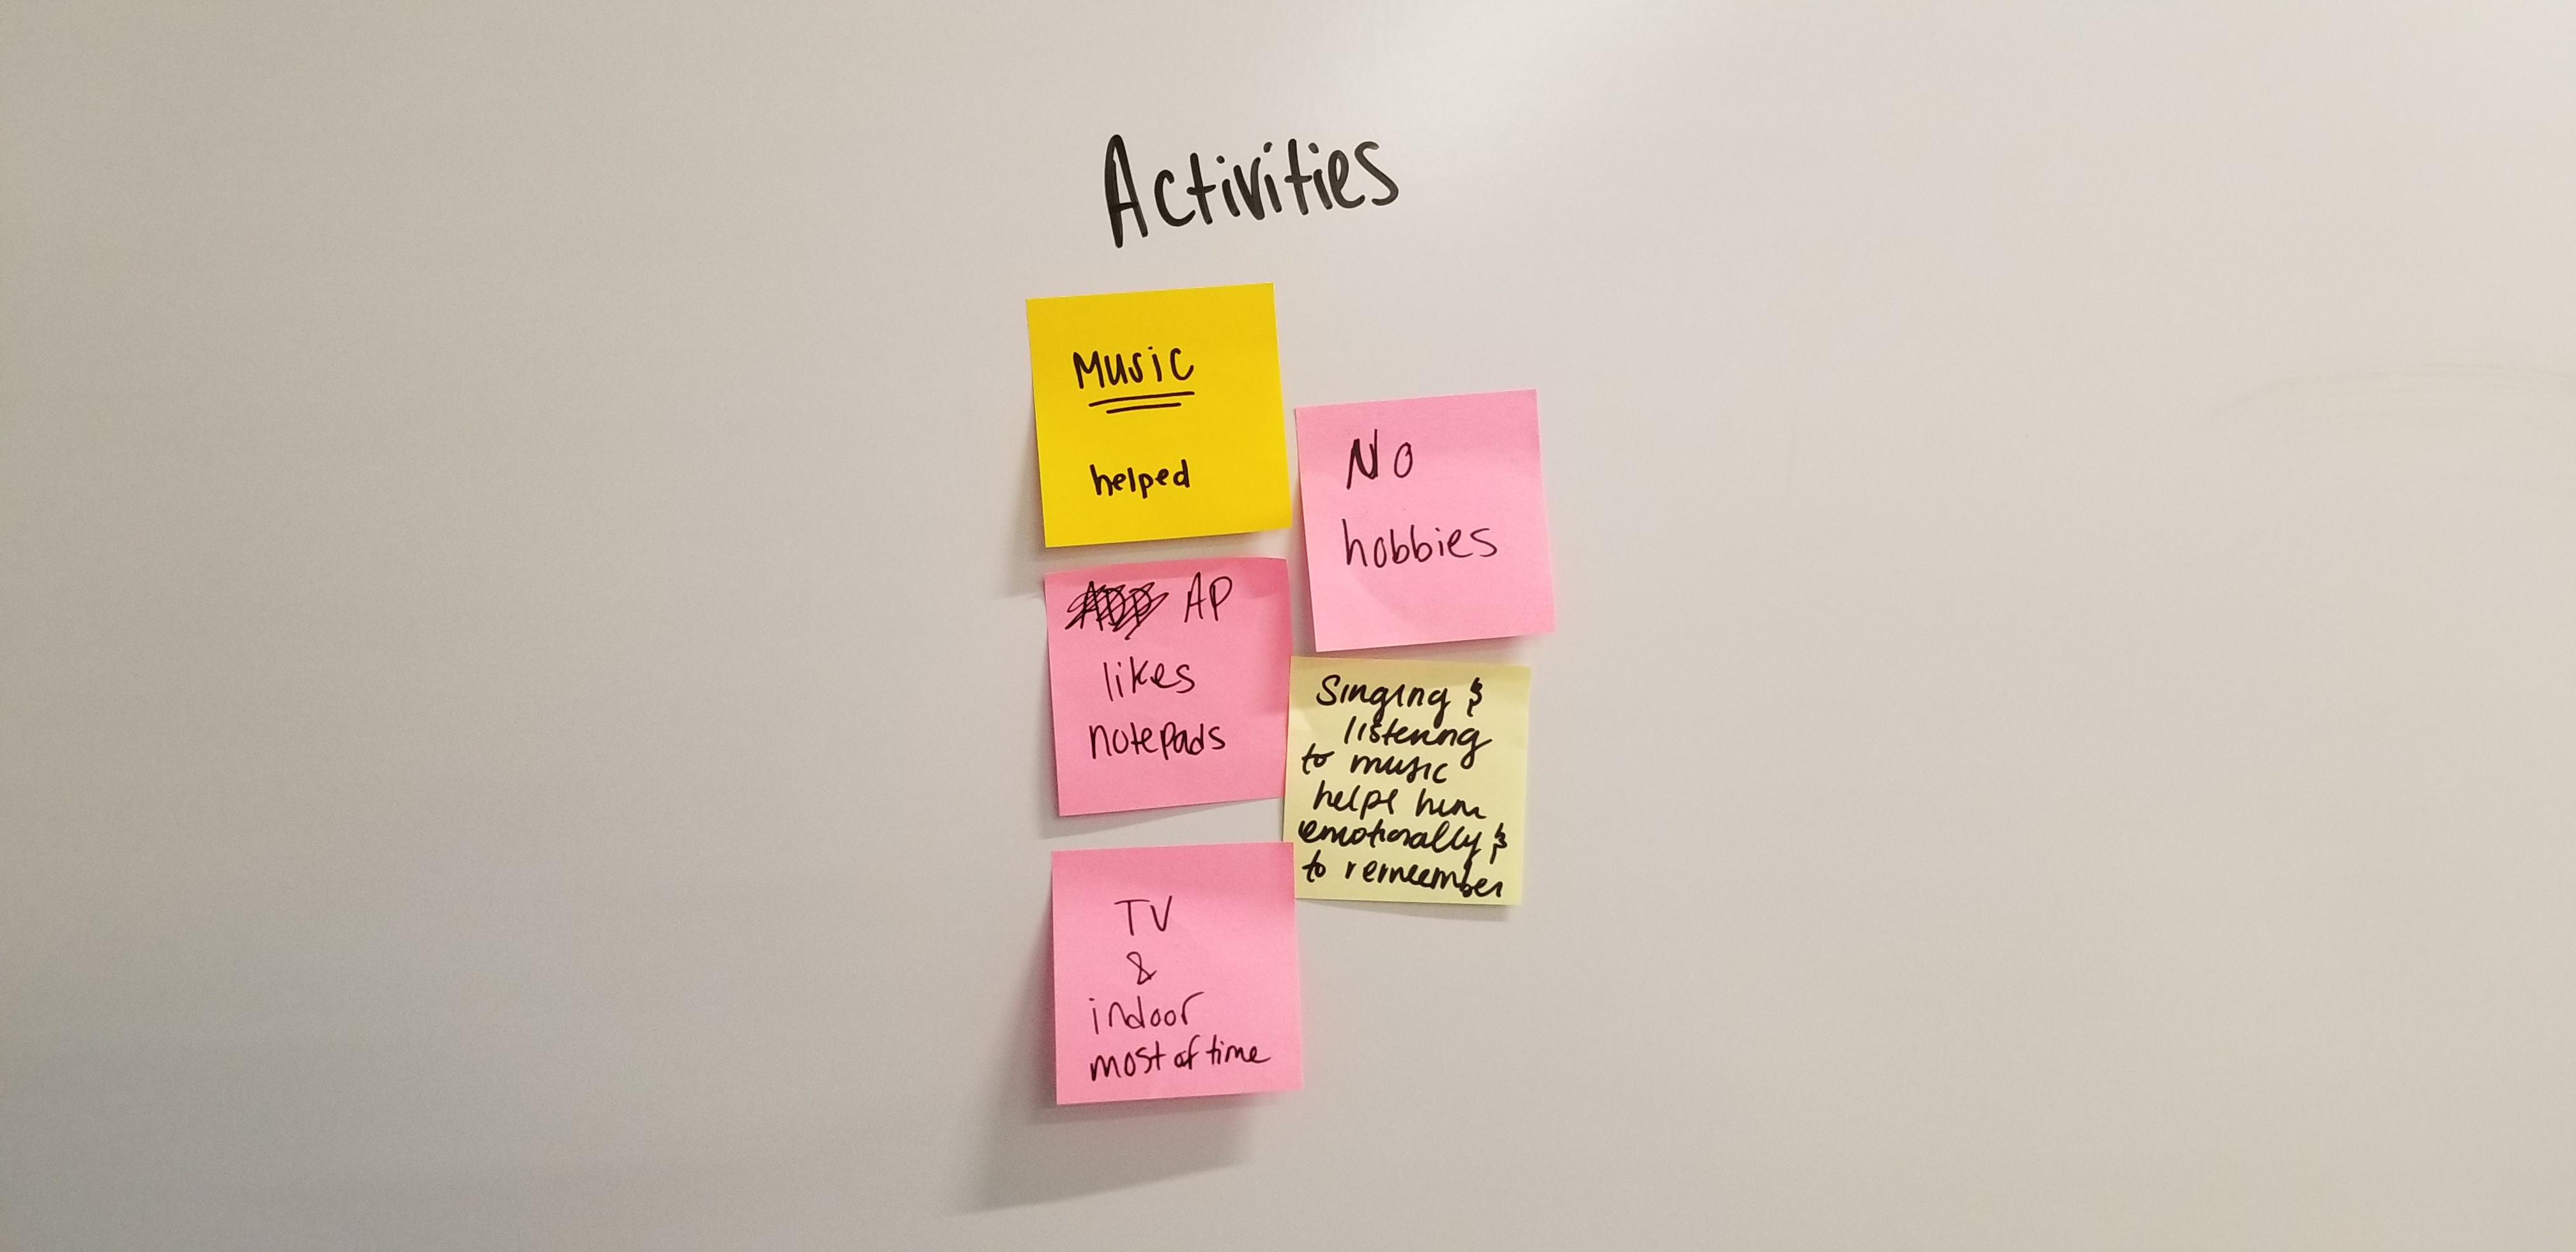 Activities
Music
helped
No
hobbies
AP
likes
notepads
Singing &
listening
to music
helps him
emotionally &
to remember
TV
&
indoor
most of time